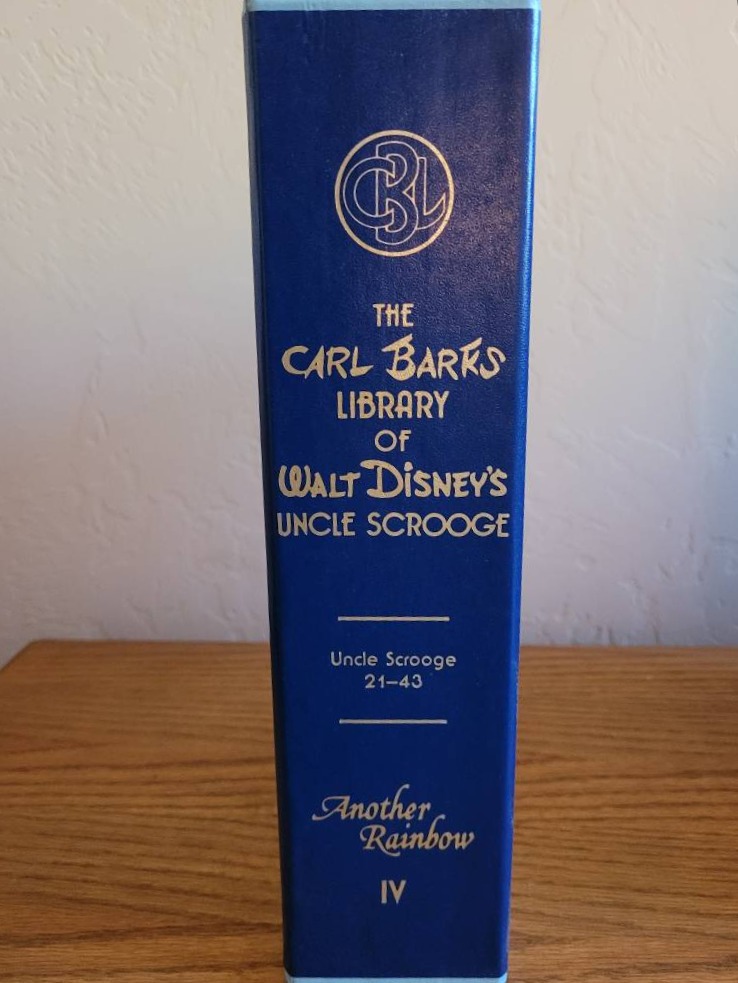 CBL
THE
CARL BARKS
LIBRARY
OF
WALT DISNEY'S
UNCLE SCROOGE
Uncle Scrooge
21–43
Another
Rainbow
IV